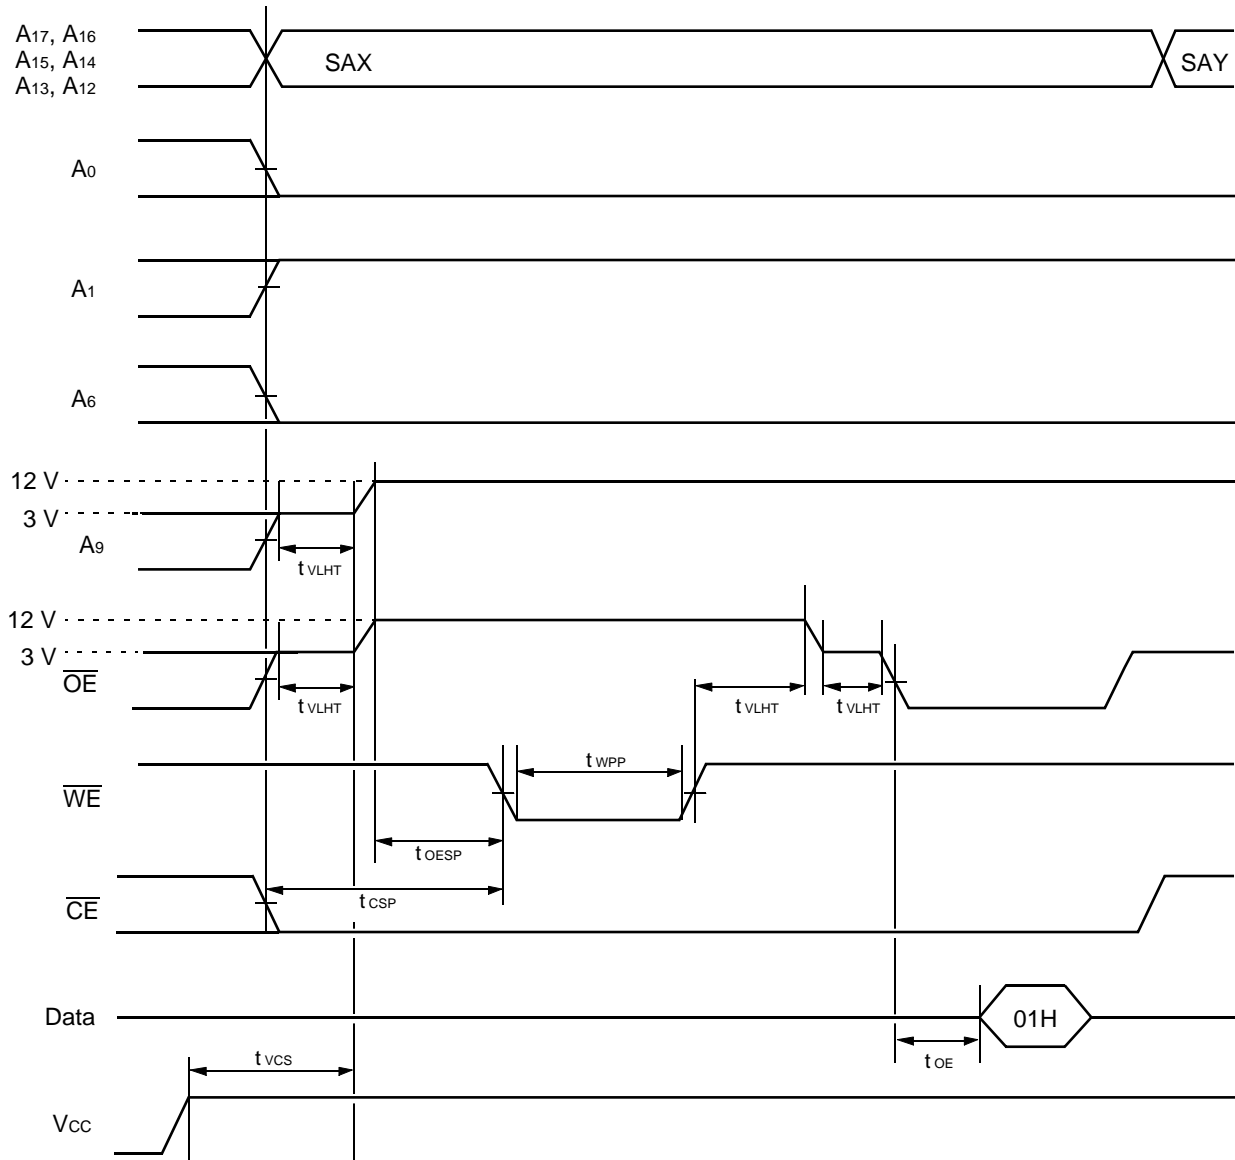 A17, A16
A15, A14
A13, A12
SAX
SAY
A0
A1
A6
12 V
3 V
A9
t VLHT
12 V
3 V
OE
t VLHT
t VLHT
t VLHT
WE
t WPP
t OESP
t CSP
CE
Data
01H
t OE
t VCS
VCC